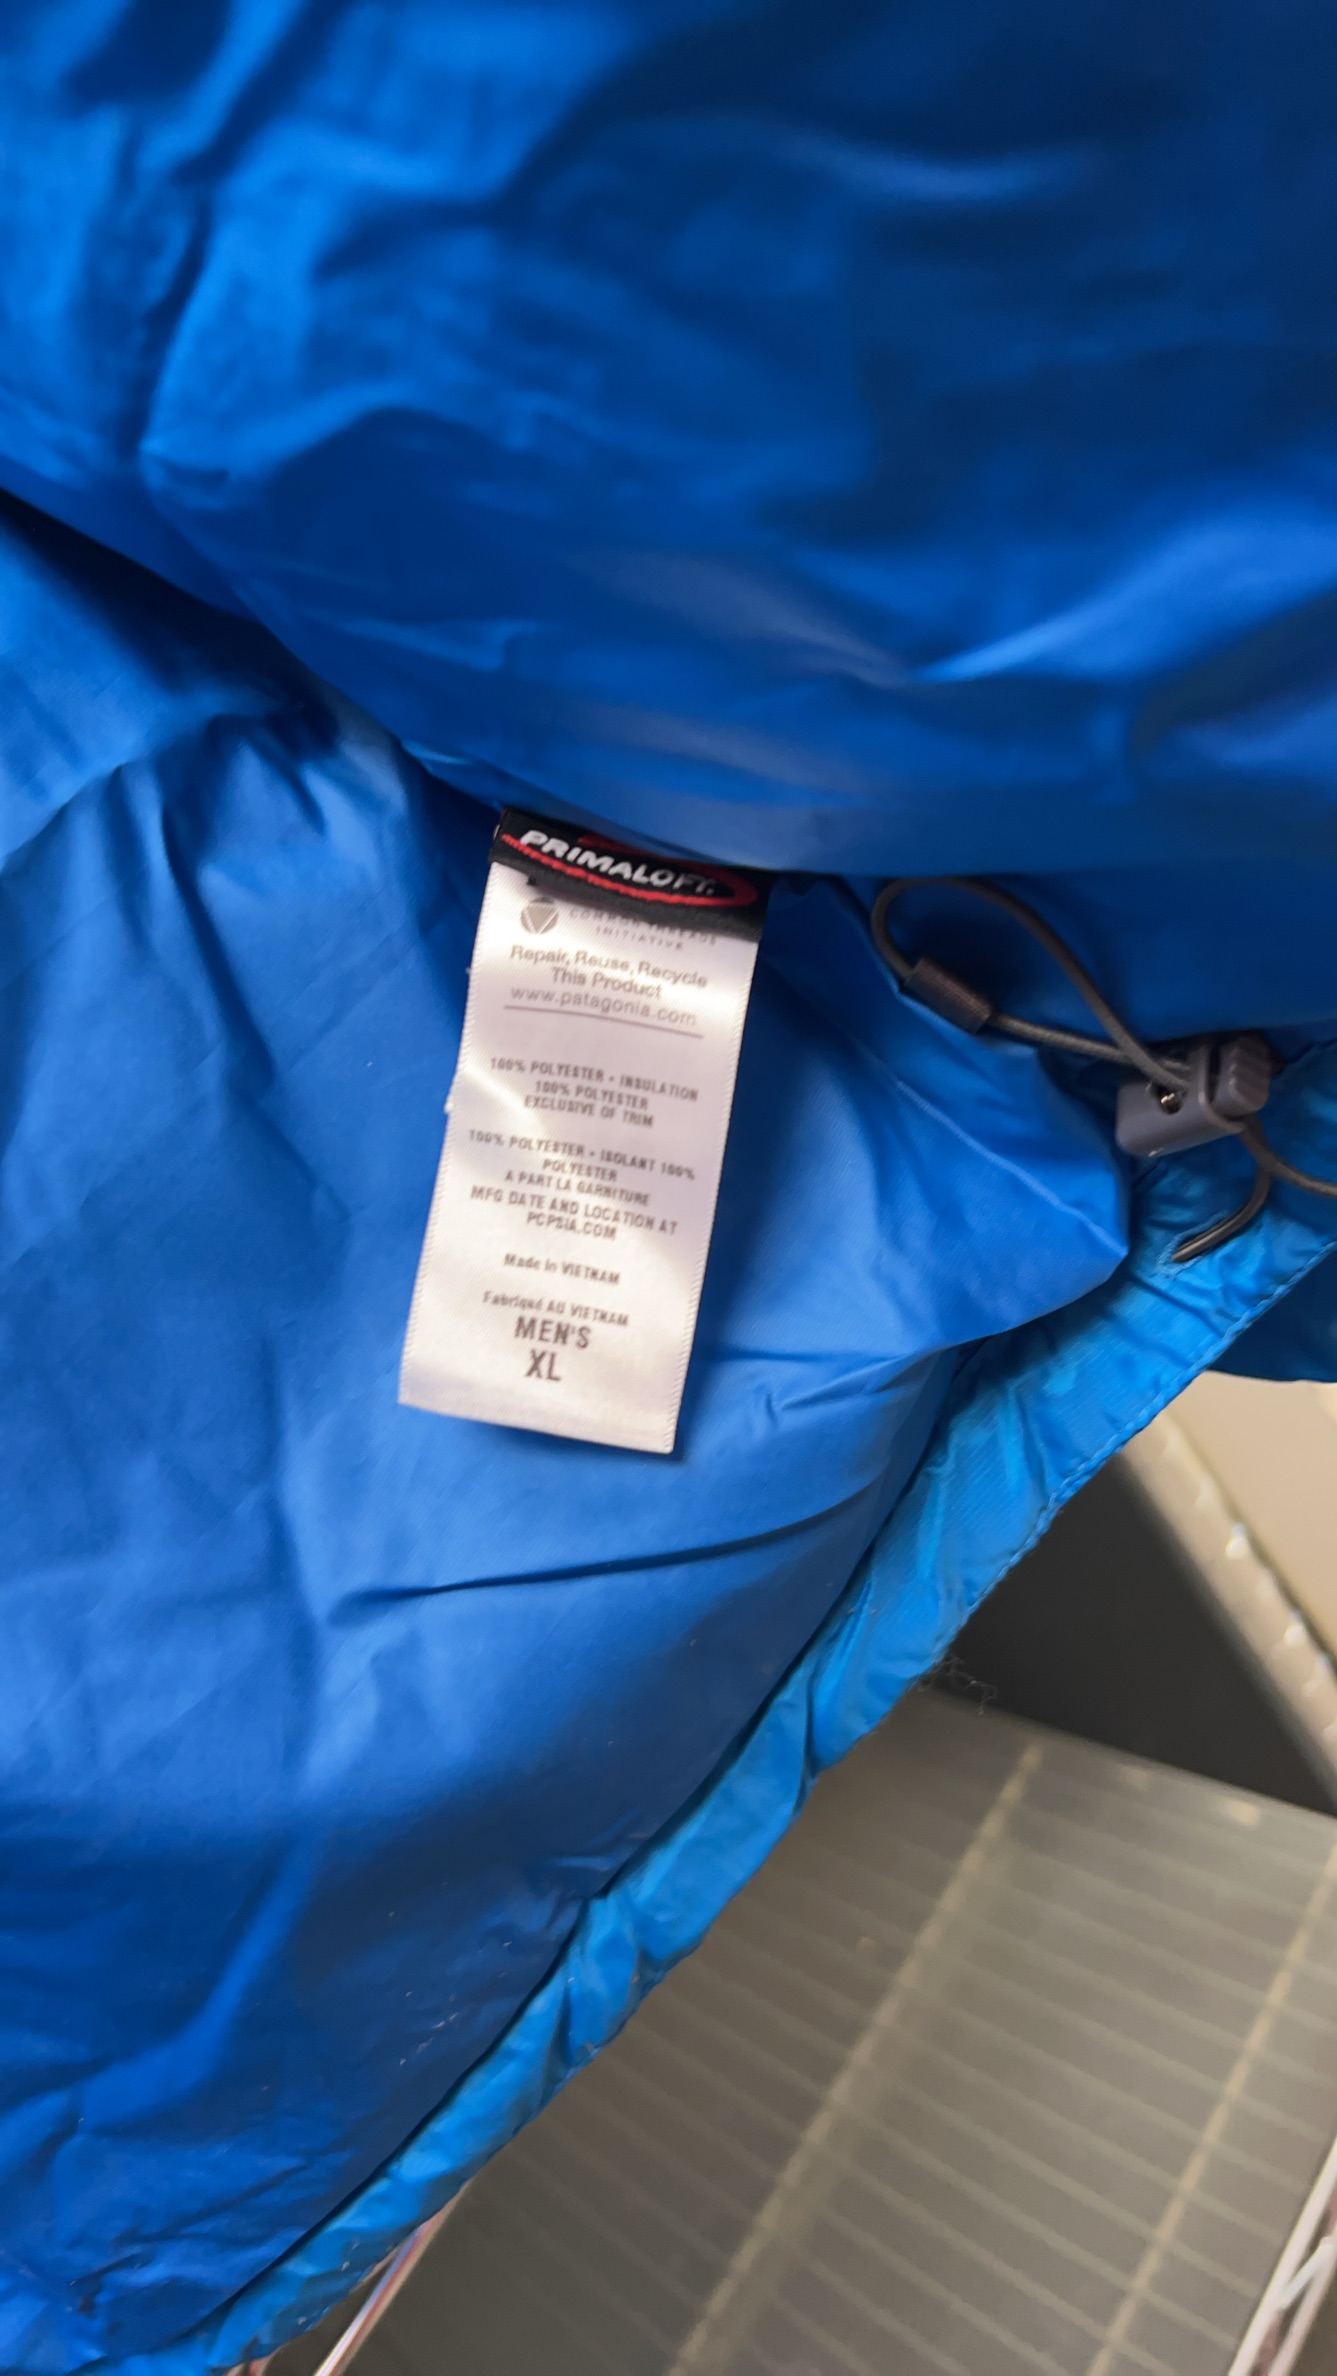 PRIMALOFT.
COMMON THREADS
INITIATIVE
Repair, Reuse, Recycle
This Product
www.patagonia.com
100% POLYESTER • INSULATION
100% POLYESTER
EXCLUSIVE OF TRIM
100% POLYESTER • ISOLANT 100%
POLYESTER
A PART LA GARNITURE
MFG DATE AND LOCATION AT
PCPSIA.COM
Made in VIETNAM
Fabriqué AU VIETNAM
MEN'S
XL